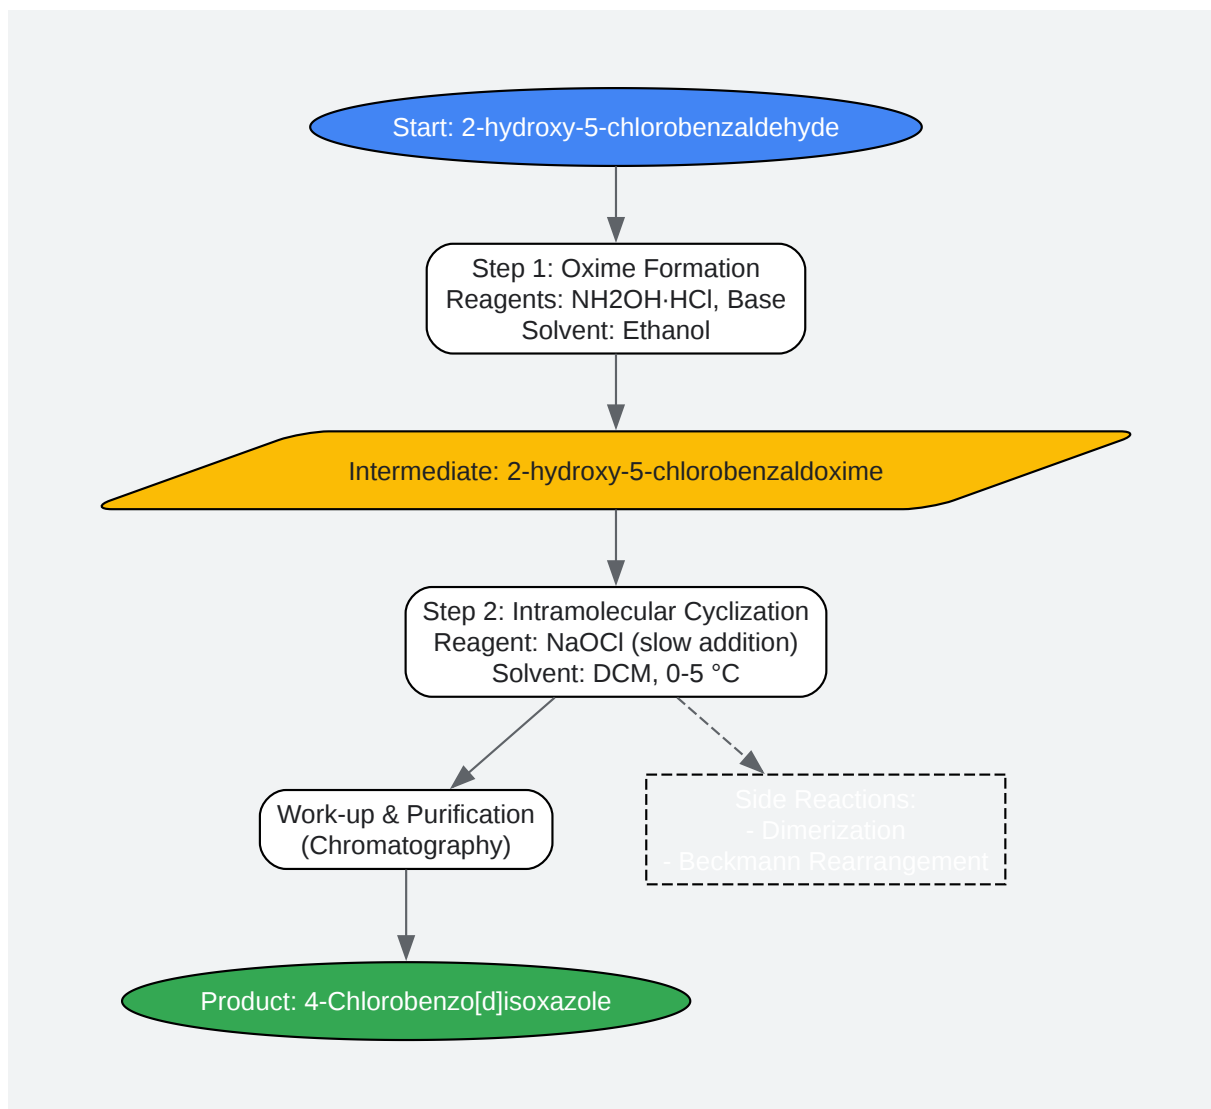 Start: 2-hydroxy-5-chlorobenzaldehyde
Step 1: Oxime Formation
Reagents: NH2OH·HCl, Base
Solvent: Ethanol
Intermediate: 2-hydroxy-5-chlorobenzaldoxime
Step 2: Intramolecular Cyclization
Reagent: NaOCl (slow addition)
Solvent: DCM, 0-5 °C
Work-up & Purification
(Chromatography)
Side Reactions:
- Dimerization
- Beckmann Rearrangement
Product: 4-Chlorobenzo[d]isoxazole